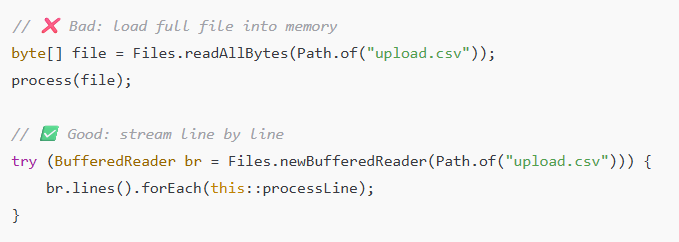 // ❌ Bad: load full file into memory
byte[] file = Files.readAllBytes(Path.of("upload.csv"));
process(file);
// ✅ Good: stream line by line
try (BufferedReader br = Files.newBufferedReader(Path.of("upload.csv"))) {
    br.lines().forEach(this::processLine);
}